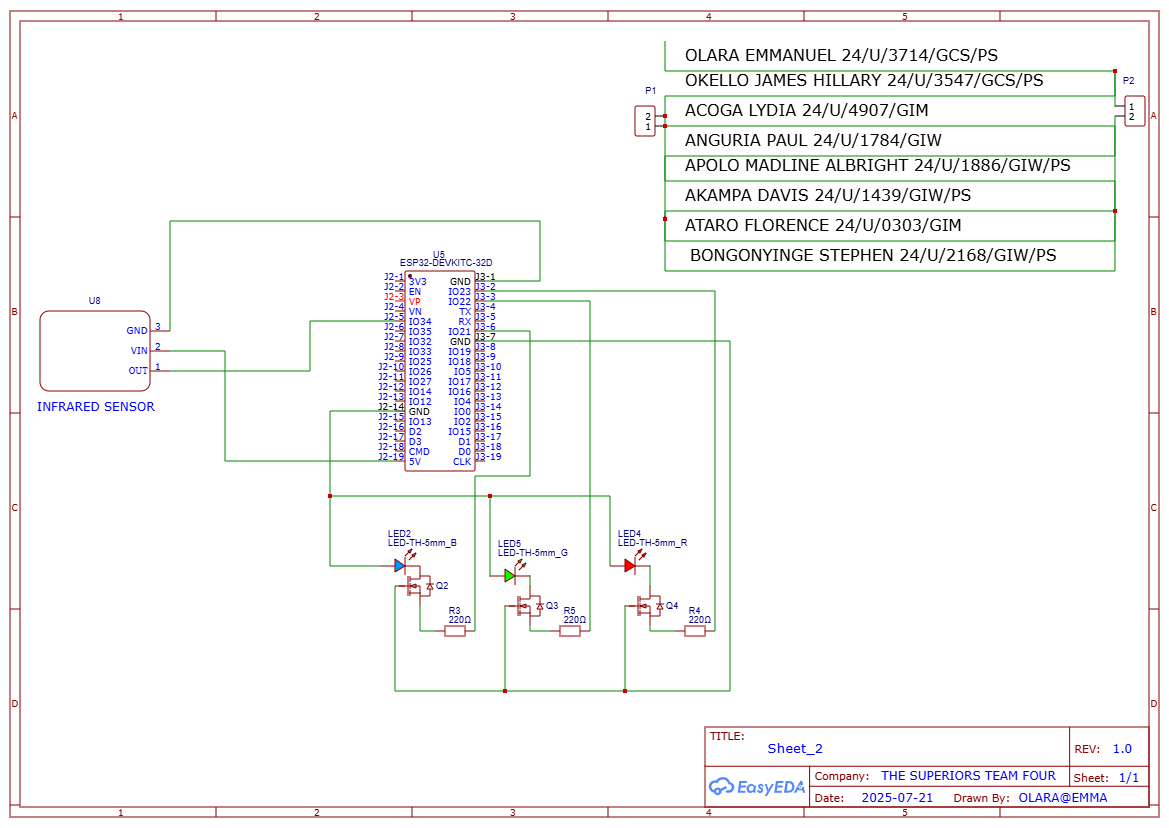 1 2 3 4 5
A A
B B
C C
D D
OLARA EMMANUEL 24/U/3714/GCS/PS
OKELLO JAMES HILLARY 24/U/3547/GCS/PS
ACOGA LYDIA 24/U/4907/GIM
ANGURIA PAUL 24/U/1784/GIW
APOLO MADLINE ALBRIGHT 24/U/1886/GIW/PS
AKAMPA DAVIS 24/U/1439/GIW/PS
ATARO FLORENCE 24/U/0303/GIM
BONGONYINGE STEPHEN 24/U/2168/GIW/PS
P1
2
1
P2
1
2
U5
ESP32-DEVKITC-32D
J2-1 3V3 GND J3-1
J2-2 EN IO23 J3-2
J2-3 VP IO22 J3-3
J2-4 VN TX J3-4
J2-5 IO34 RX J3-5
J2-6 IO35 IO21 J3-6
J2-7 IO32 GND J3-7
J2-8 IO33 IO19 J3-8
J2-9 IO25 IO18 J3-9
J2-10 IO26 IO5 J3-10
J2-11 IO27 IO17 J3-11
J2-12 IO14 IO16 J3-12
J2-13 IO12 IO4 J3-13
J2-14 GND IO0 J3-14
J2-15 IO13 IO2 J3-15
J2-16 D2 IO15 J3-16
J2-17 D3 D1 J3-17
J2-18 CMD D0 J3-18
J2-19 5V CLK J3-19
U8
GND 3
VIN 2
OUT 1
INFRARED SENSOR
LED2
LED-TH-5mm_B
Q2
R3
220Ω
LED5
LED-TH-5mm_G
Q3
R5
220Ω
LED4
LED-TH-5mm_R
Q4
R4
220Ω
TITLE:
Sheet_2
REV: 1.0
EasyEDA
Company: THE SUPERIORS TEAM FOUR
Sheet: 1/1
Date: 2025-07-21 Drawn By: OLARA@EMMA
1 2 3 4 5